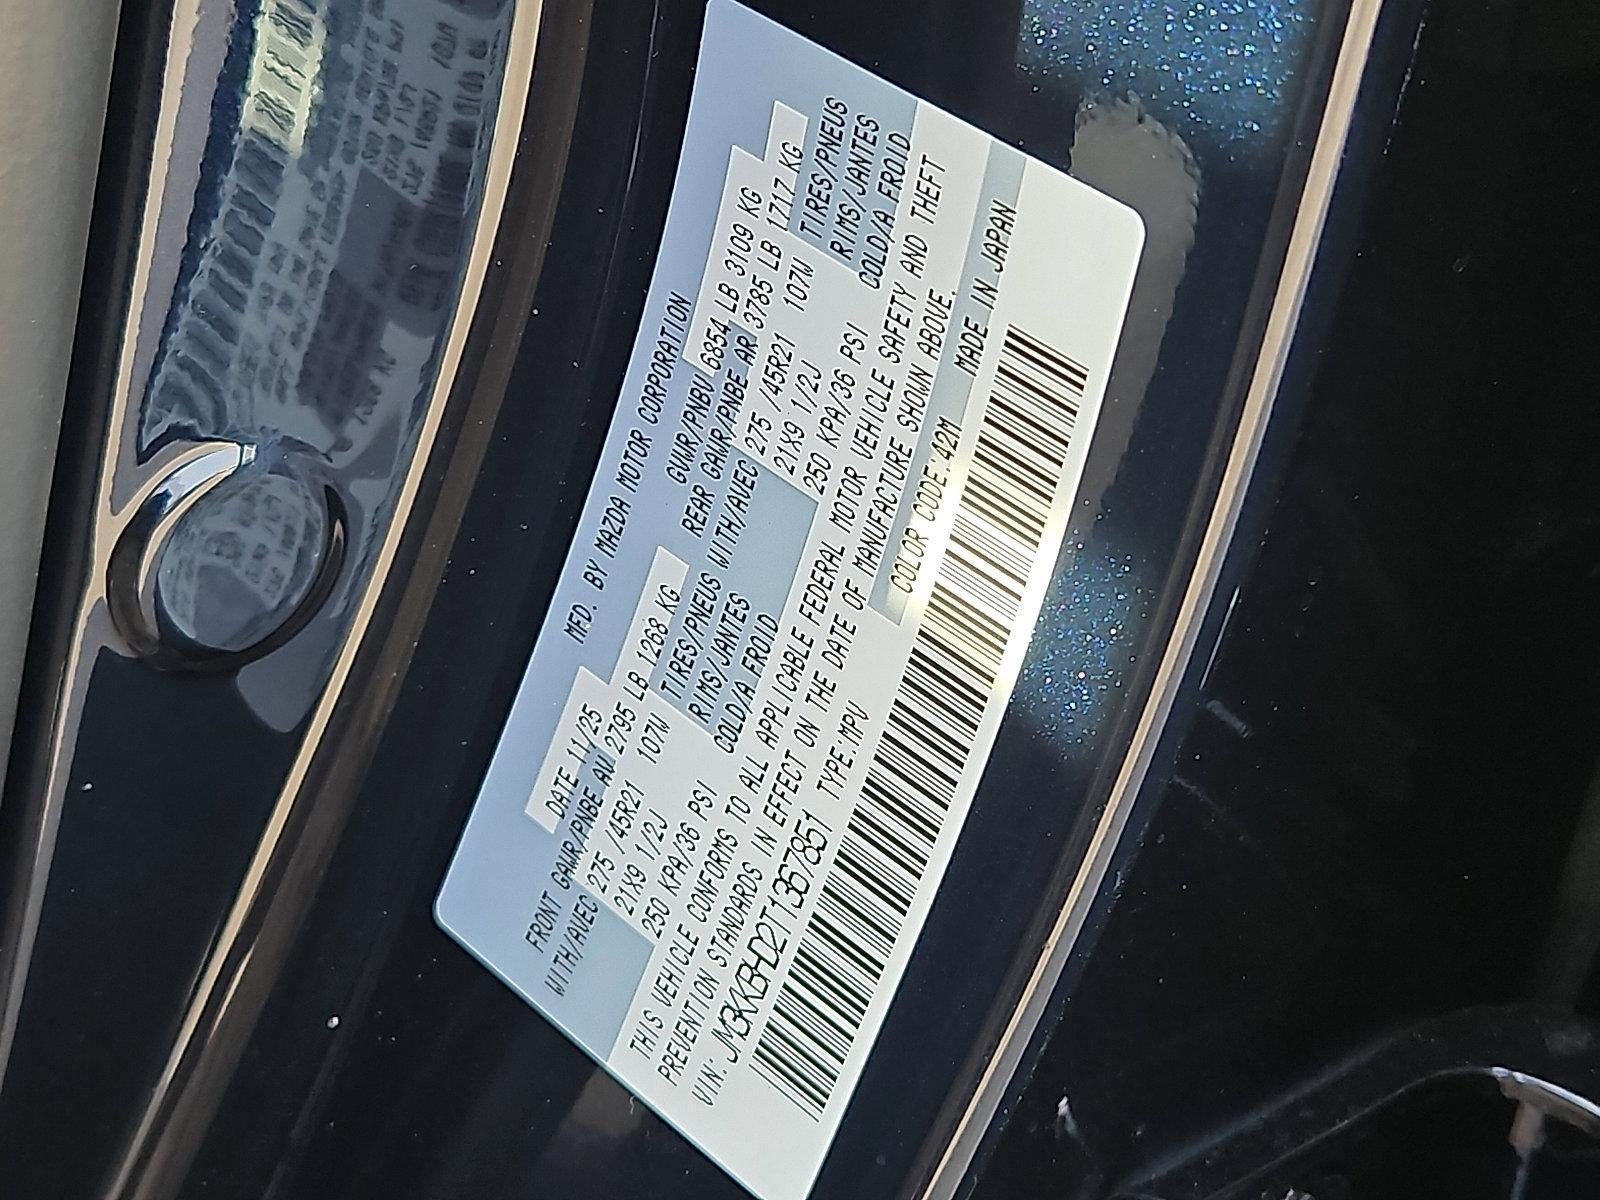 MFD. BY MAZDA MOTOR CORPORATION
DATE 11/25 GVWR/PNBV 6854 LB 3109 KG
FRONT GAWR/PNBE AV 2795 LB 1268 KG REAR GAWR/PNBE AR 3785 LB 1717 KG
WITH/AVEC 275 /45R21 107W TIRES/PNEUS WITH/AVEC 275 /45R21 107W TIRES/PNEUS
21X9 1/2J RIMS/JANTES 21X9 1/2J RIMS/JANTES
250 KPA/36 PSI COLD/A FROID 250 KPA/36 PSI COLD/A FROID
THIS VEHICLE CONFORMS TO ALL APPLICABLE FEDERAL MOTOR VEHICLE SAFETY AND THEFT
PREVENTION STANDARDS IN EFFECT ON THE DATE OF MANUFACTURE SHOWN ABOVE.
VIN: JM3KKBHD2T1367851 TYPE:MPV COLOR CODE:42M MADE IN JAPAN